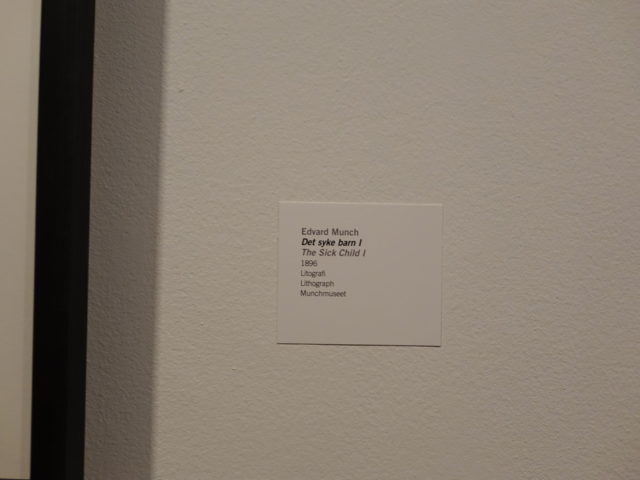 Edvard Munch
Det syke barn I
The Sick Child I
1896
Litografi
Lithograph
Munchmuseet